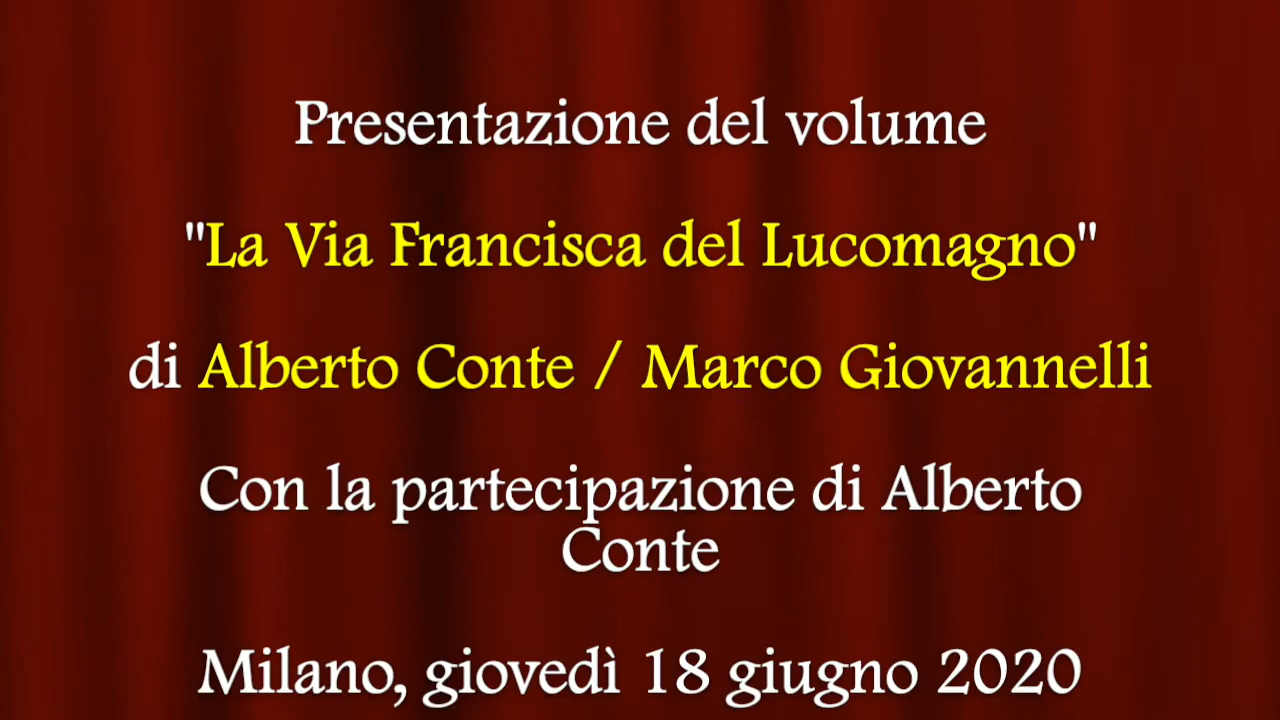 Presentazione del volume
"La Via Francisca del Lucomagno"
di Alberto Conte / Marco Giovannelli
Con la partecipazione di Alberto
Conte
Milano, giovedì 18 giugno 2020